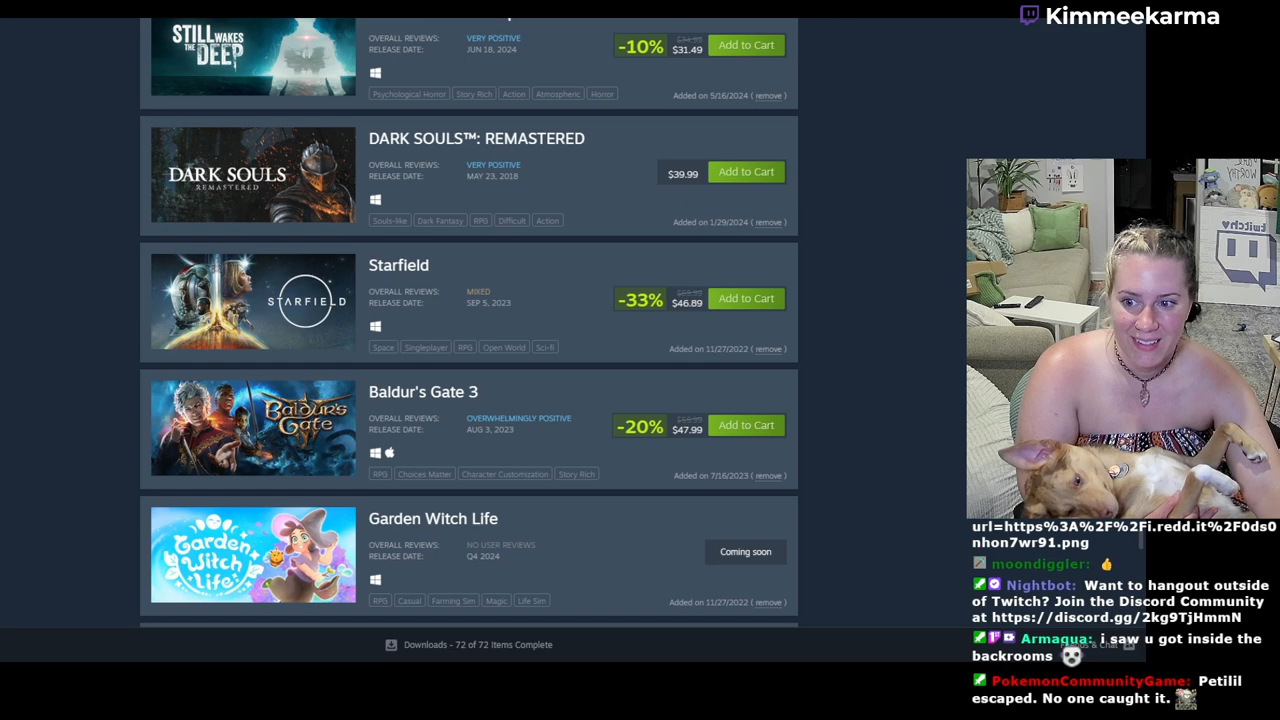 Kimmeekarma
STILL WAKES THE DEEP
OVERALL REVIEWS: VERY POSITIVE
RELEASE DATE: JUN 18, 2024
-10% $34.99 $31.49 Add to Cart
Psychological Horror Story Rich Action Atmospheric Horror
Added on 5/16/2024 ( remove )
DARK SOULS™: REMASTERED
DARK SOULS
REMASTERED
OVERALL REVIEWS: VERY POSITIVE
RELEASE DATE: MAY 23, 2018
$39.99 Add to Cart
Souls-like Dark Fantasy RPG Difficult Action
Added on 1/29/2024 ( remove )
Starfield
STARFIELD
OVERALL REVIEWS: MIXED
RELEASE DATE: SEP 5, 2023
-33% $69.99 $46.89 Add to Cart
Space Singleplayer RPG Open World Sci-fi
Added on 11/27/2022 ( remove )
Baldur's Gate 3
BALDUR'S GATE
OVERALL REVIEWS: OVERWHELMINGLY POSITIVE
RELEASE DATE: AUG 3, 2023
-20% $59.99 $47.99 Add to Cart
RPG Choices Matter Character Customization Story Rich
Added on 7/16/2023 ( remove )
Garden Witch Life
Garden Witch Life
OVERALL REVIEWS: NO USER REVIEWS
RELEASE DATE: Q4 2024
Coming soon
RPG Casual Farming Sim Magic Life Sim
Added on 11/27/2022 ( remove )
Downloads - 72 of 72 Items Complete
Friends & Chat
twitch
url=https%3A%2F%2Fi.redd.it%2F0ds0
nhon7wr91.png
moondiggler: 👍
Nightbot: Want to hangout outside
of Twitch? Join the Discord Community
at https://discord.gg/2kg9TjHmmN
Armaqua: i saw u got inside the
backrooms
PokemonCommunityGame: Petilil
escaped. No one caught it.